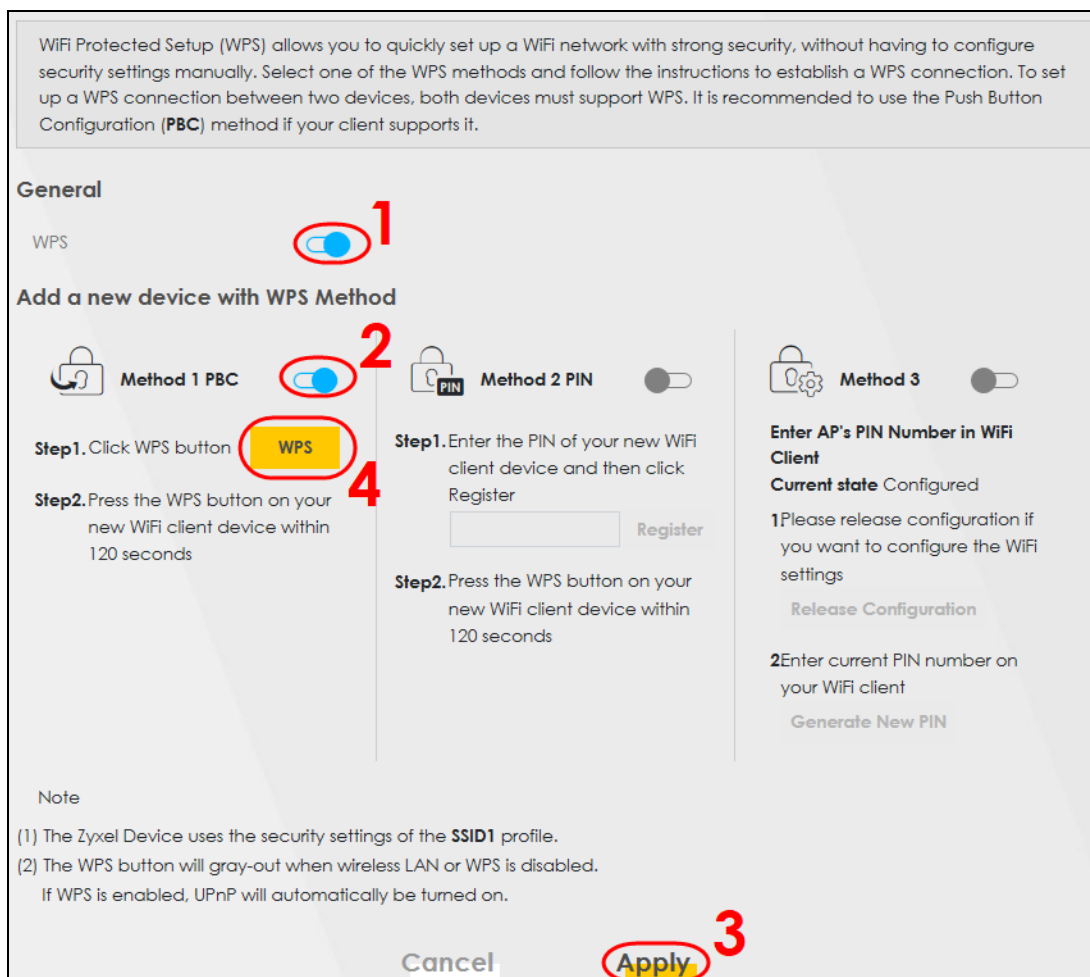 WiFi Protected Setup (WPS) allows you to quickly set up a WiFi network with strong security, without having to configure
security settings manually. Select one of the WPS methods and follow the instructions to establish a WPS connection. To set
up a WPS connection between two devices, both devices must support WPS. It is recommended to use the Push Button
Configuration (PBC) method if your client supports it.
General
WPS
1
Add a new device with WPS Method
Method 1 PBC
2
Step1. Click WPS button
WPS
4
Step2. Press the WPS button on your
new WiFi client device within
120 seconds
PIN
Method 2 PIN
Step1. Enter the PIN of your new WiFi
client device and then click
Register
Register
Step2. Press the WPS button on your
new WiFi client device within
120 seconds
Method 3
Enter AP's PIN Number in WiFi
Client
Current state Configured
1 Please release configuration if
you want to configure the WiFi
settings
Release Configuration
2 Enter current PIN number on
your WiFi client
Generate New PIN
Note
(1) The Zyxel Device uses the security settings of the SSID1 profile.
(2) The WPS button will gray-out when wireless LAN or WPS is disabled.
If WPS is enabled, UPnP will automatically be turned on.
Cancel
Apply
3